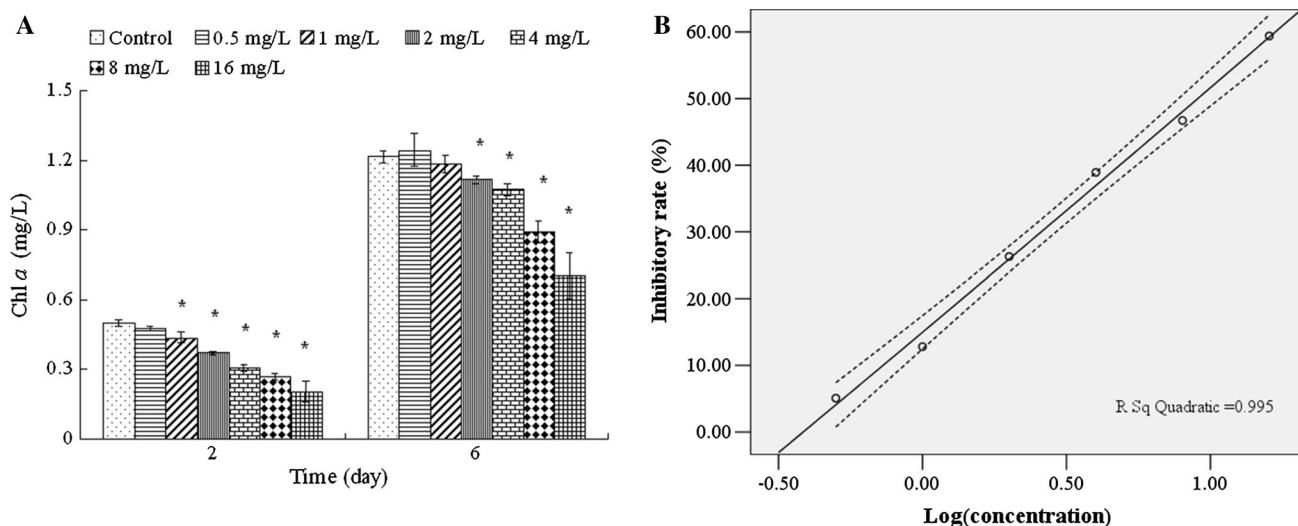 A
Control 0.5 mg/L 1 mg/L 2 mg/L 4 mg/L
8 mg/L 16 mg/L
1.5
1.2
0.9
0.6
0.3
0
Chl a (mg/L)
* * * * *
* * * *
2 6
Time (day)
B
60.00
50.00
40.00
30.00
20.00
10.00
0.00
Inhibitory rate (%)
R Sq Quadratic =0.995
-0.50 0.00 0.50 1.00
Log(concentration)